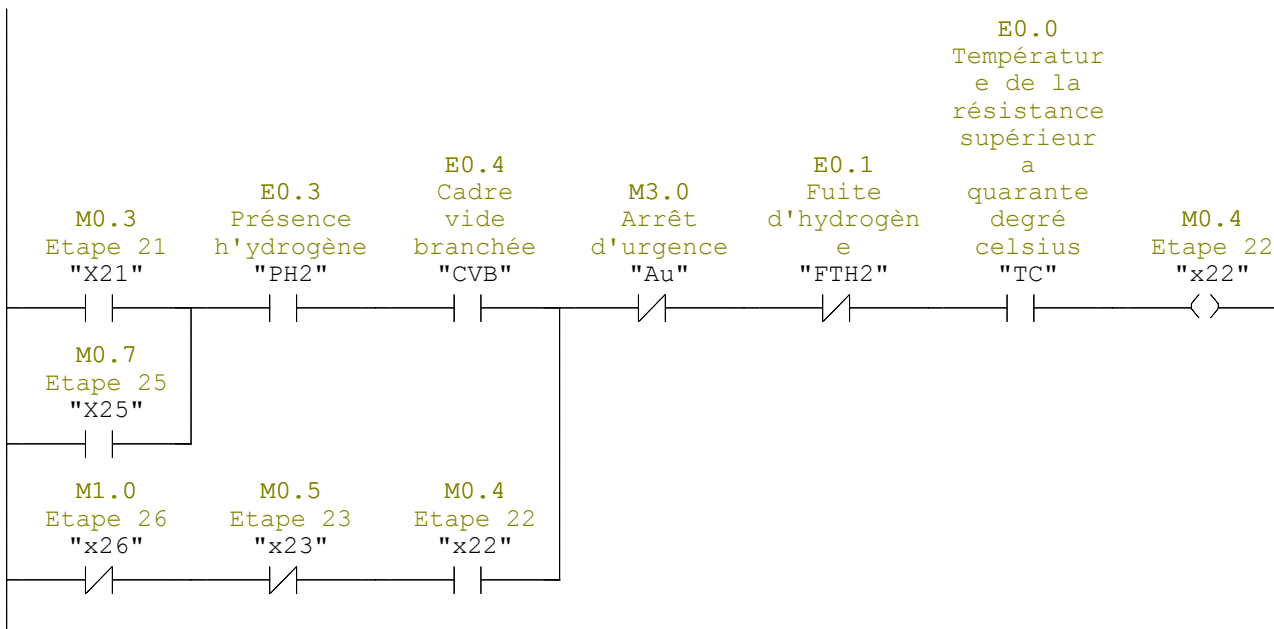 E0.0
Températur
e de la
résistance
supérieur
a
quarante
degré
celsius
"TC"
E0.4
Cadre
vide
branchée
"CVB"
E0.1
Fuite
d'hydrogèn
e
"FTH2"
E0.3
Présence
h'ydrogène
"PH2"
M3.0
Arrêt
d'urgence
"Au"
M0.3
Etape 21
"X21"
M0.4
Etape 22
"x22"
M0.7
Etape 25
"X25"
M1.0
Etape 26
"x26"
M0.5
Etape 23
"x23"
M0.4
Etape 22
"x22"